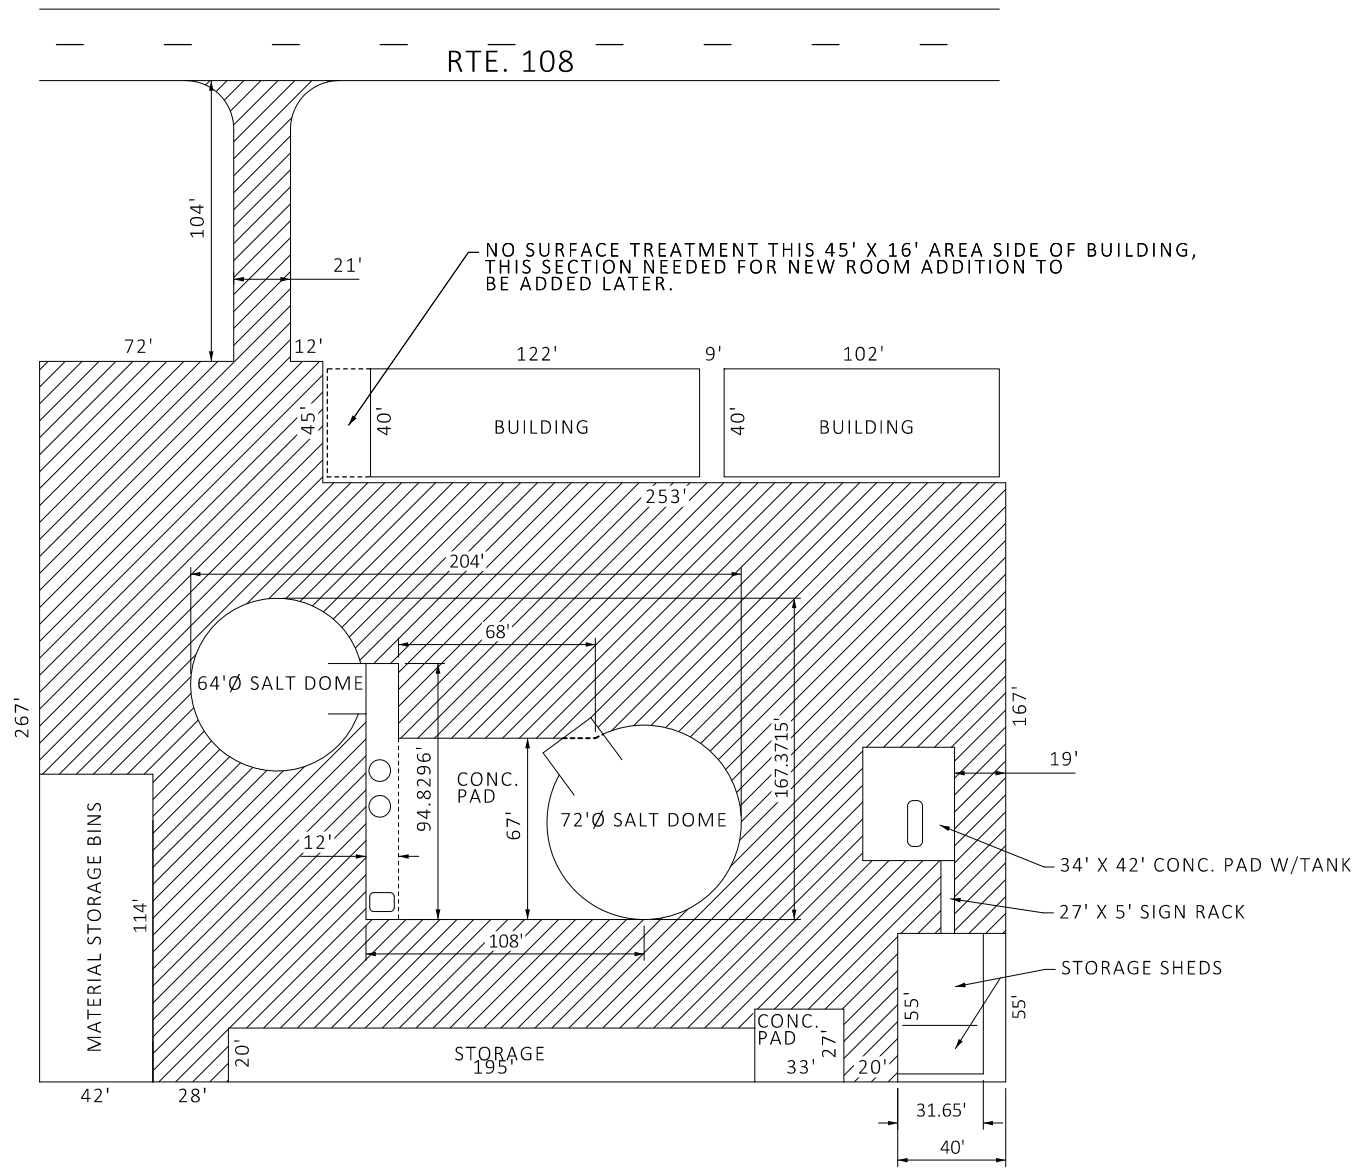 RTE. 108
104'
21'
NO SURFACE TREATMENT THIS 45' X 16' AREA SIDE OF BUILDING,
THIS SECTION NEEDED FOR NEW ROOM ADDITION TO
BE ADDED LATER.
72'
12'
122'
9'
102'
45'
40'
BUILDING
40'
BUILDING
253'
204'
68'
64'Ø SALT DOME
267'
167'
167.3715'
94.8296'
CONC.
PAD
67'
72'Ø SALT DOME
19'
12'
34' X 42' CONC. PAD W/TANK
27' X 5' SIGN RACK
MATERIAL STORAGE BINS
114'
108'
STORAGE SHEDS
55'
55'
20'
STORAGE
195'
CONC.
PAD
27'
33'
20'
42'
28'
31.65'
40'